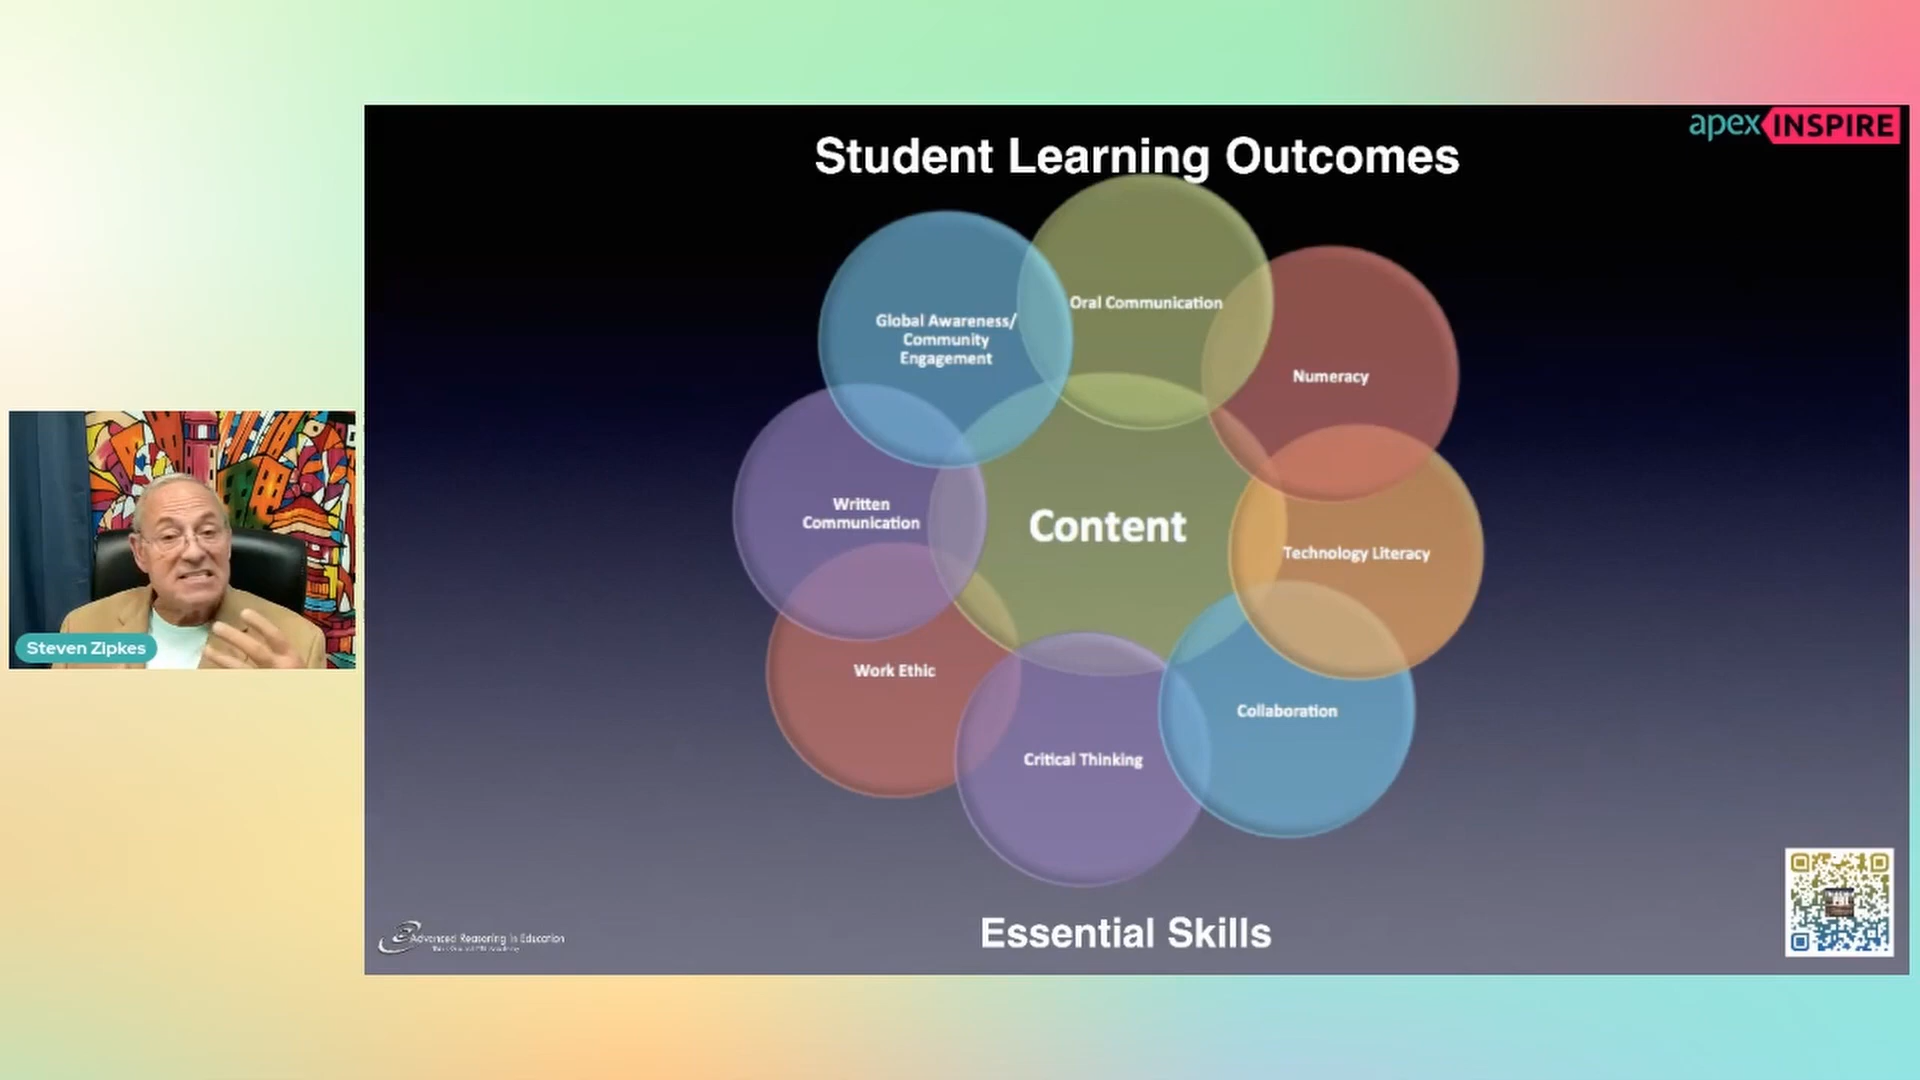 apex INSPIRE
Student Learning Outcomes
Oral Communication
Global Awareness/
Community
Engagement
Numeracy
Written
Communication
Content
Technology Literacy
Work Ethic
Collaboration
Critical Thinking
Steven Zipkes
Essential Skills
Advanced Reasoning in Education